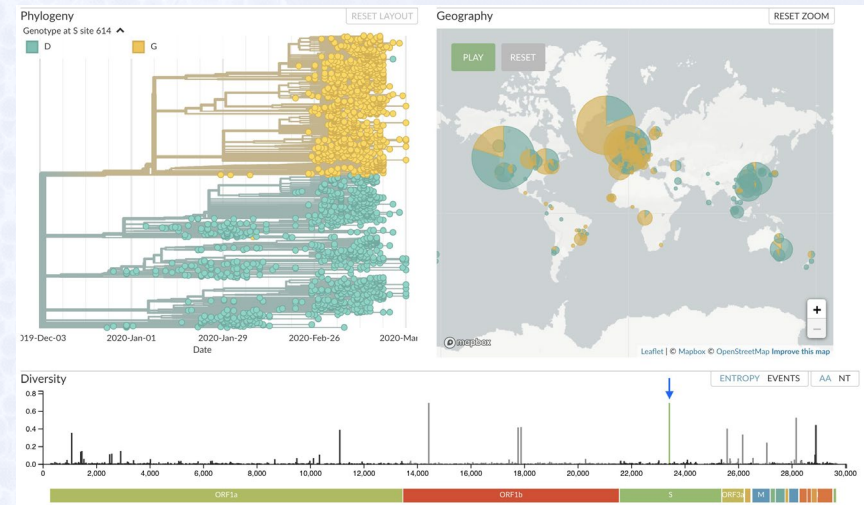 Phylogeny
RESET LAYOUT
Genotype at S site 614
D
G
019-Dec-03
2020-Jan-01
2020-Jan-29
2020-Feb-26
2020-Mar
Date
Geography
RESET ZOOM
PLAY
RESET
+
−
mapbox
Leaflet | © Mapbox © OpenStreetMap Improve this map
Diversity
ENTROPY EVENTS
AA NT
0.8
0.6
0.4
0.2
0.0
0 2,000 4,000 6,000 8,000 10,000 12,000 14,000 16,000 18,000 20,000 22,000 24,000 26,000 28,000 30,000
ORF1a ORF1b S ORF3a M